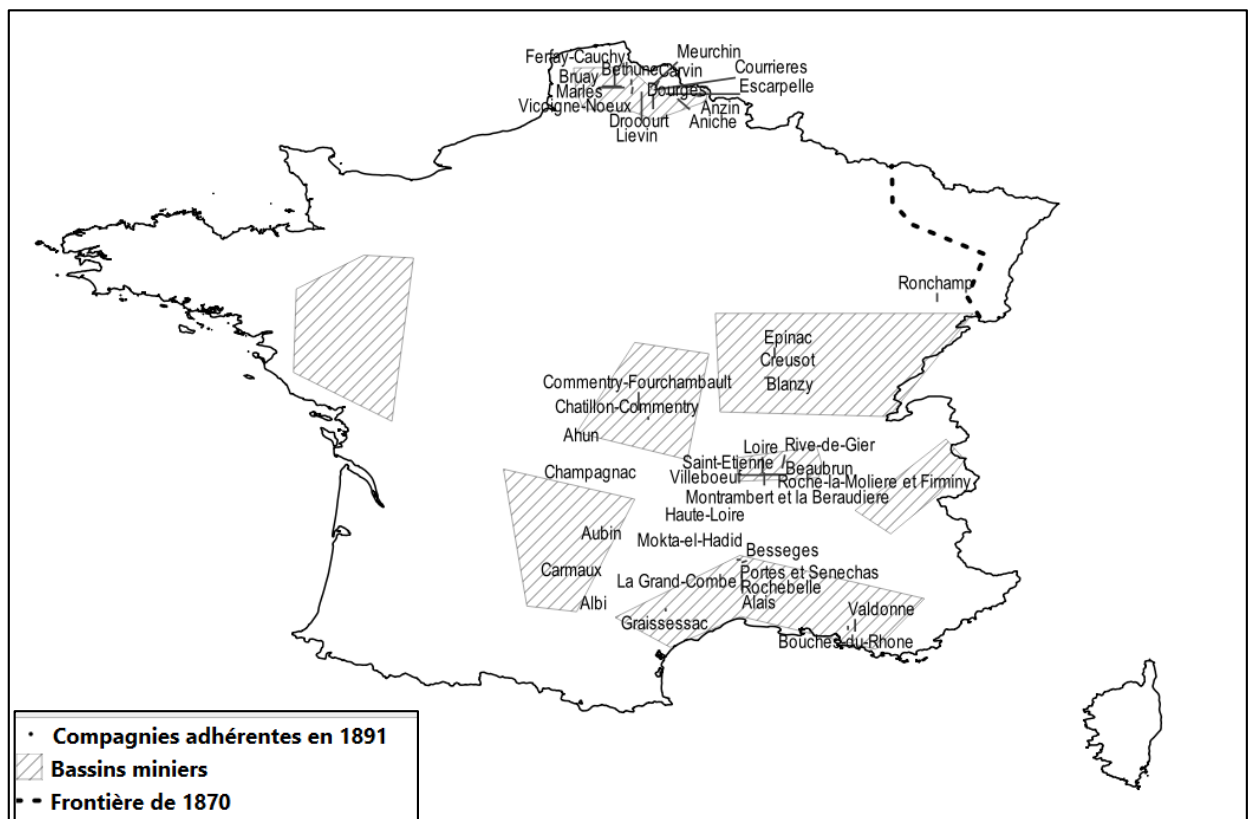 Meurchin
Ferfay-Cauchy
Courrieres
Bethune
Carvin
Bruay
Escarpelle
Marles
Dourges
Vicoigne-Noeux
Anzin
Drocourt
Aniche
Lievin
Ronchamp
Epinac
Creusot
Blanzy
Commentry-Fourchambault
Chatillon-Commentry
Ahun
Loire
Rive-de-Gier
Saint-Etienne
Beaubrun
Champagnac
Villeboeuf
Roche-la-Moliere et Firminy
Montrambert et la Beraudiere
Haute-Loire
Aubin
Mokta-el-Hadid
Besseges
Carmaux
Portes et Senechas
La Grand-Combe
Rochebelle
Albi
Alais
Valdonne
Graissessac
Bouches-du-Rhone
Compagnies adhérentes en 1891
Bassins miniers
Frontière de 1870